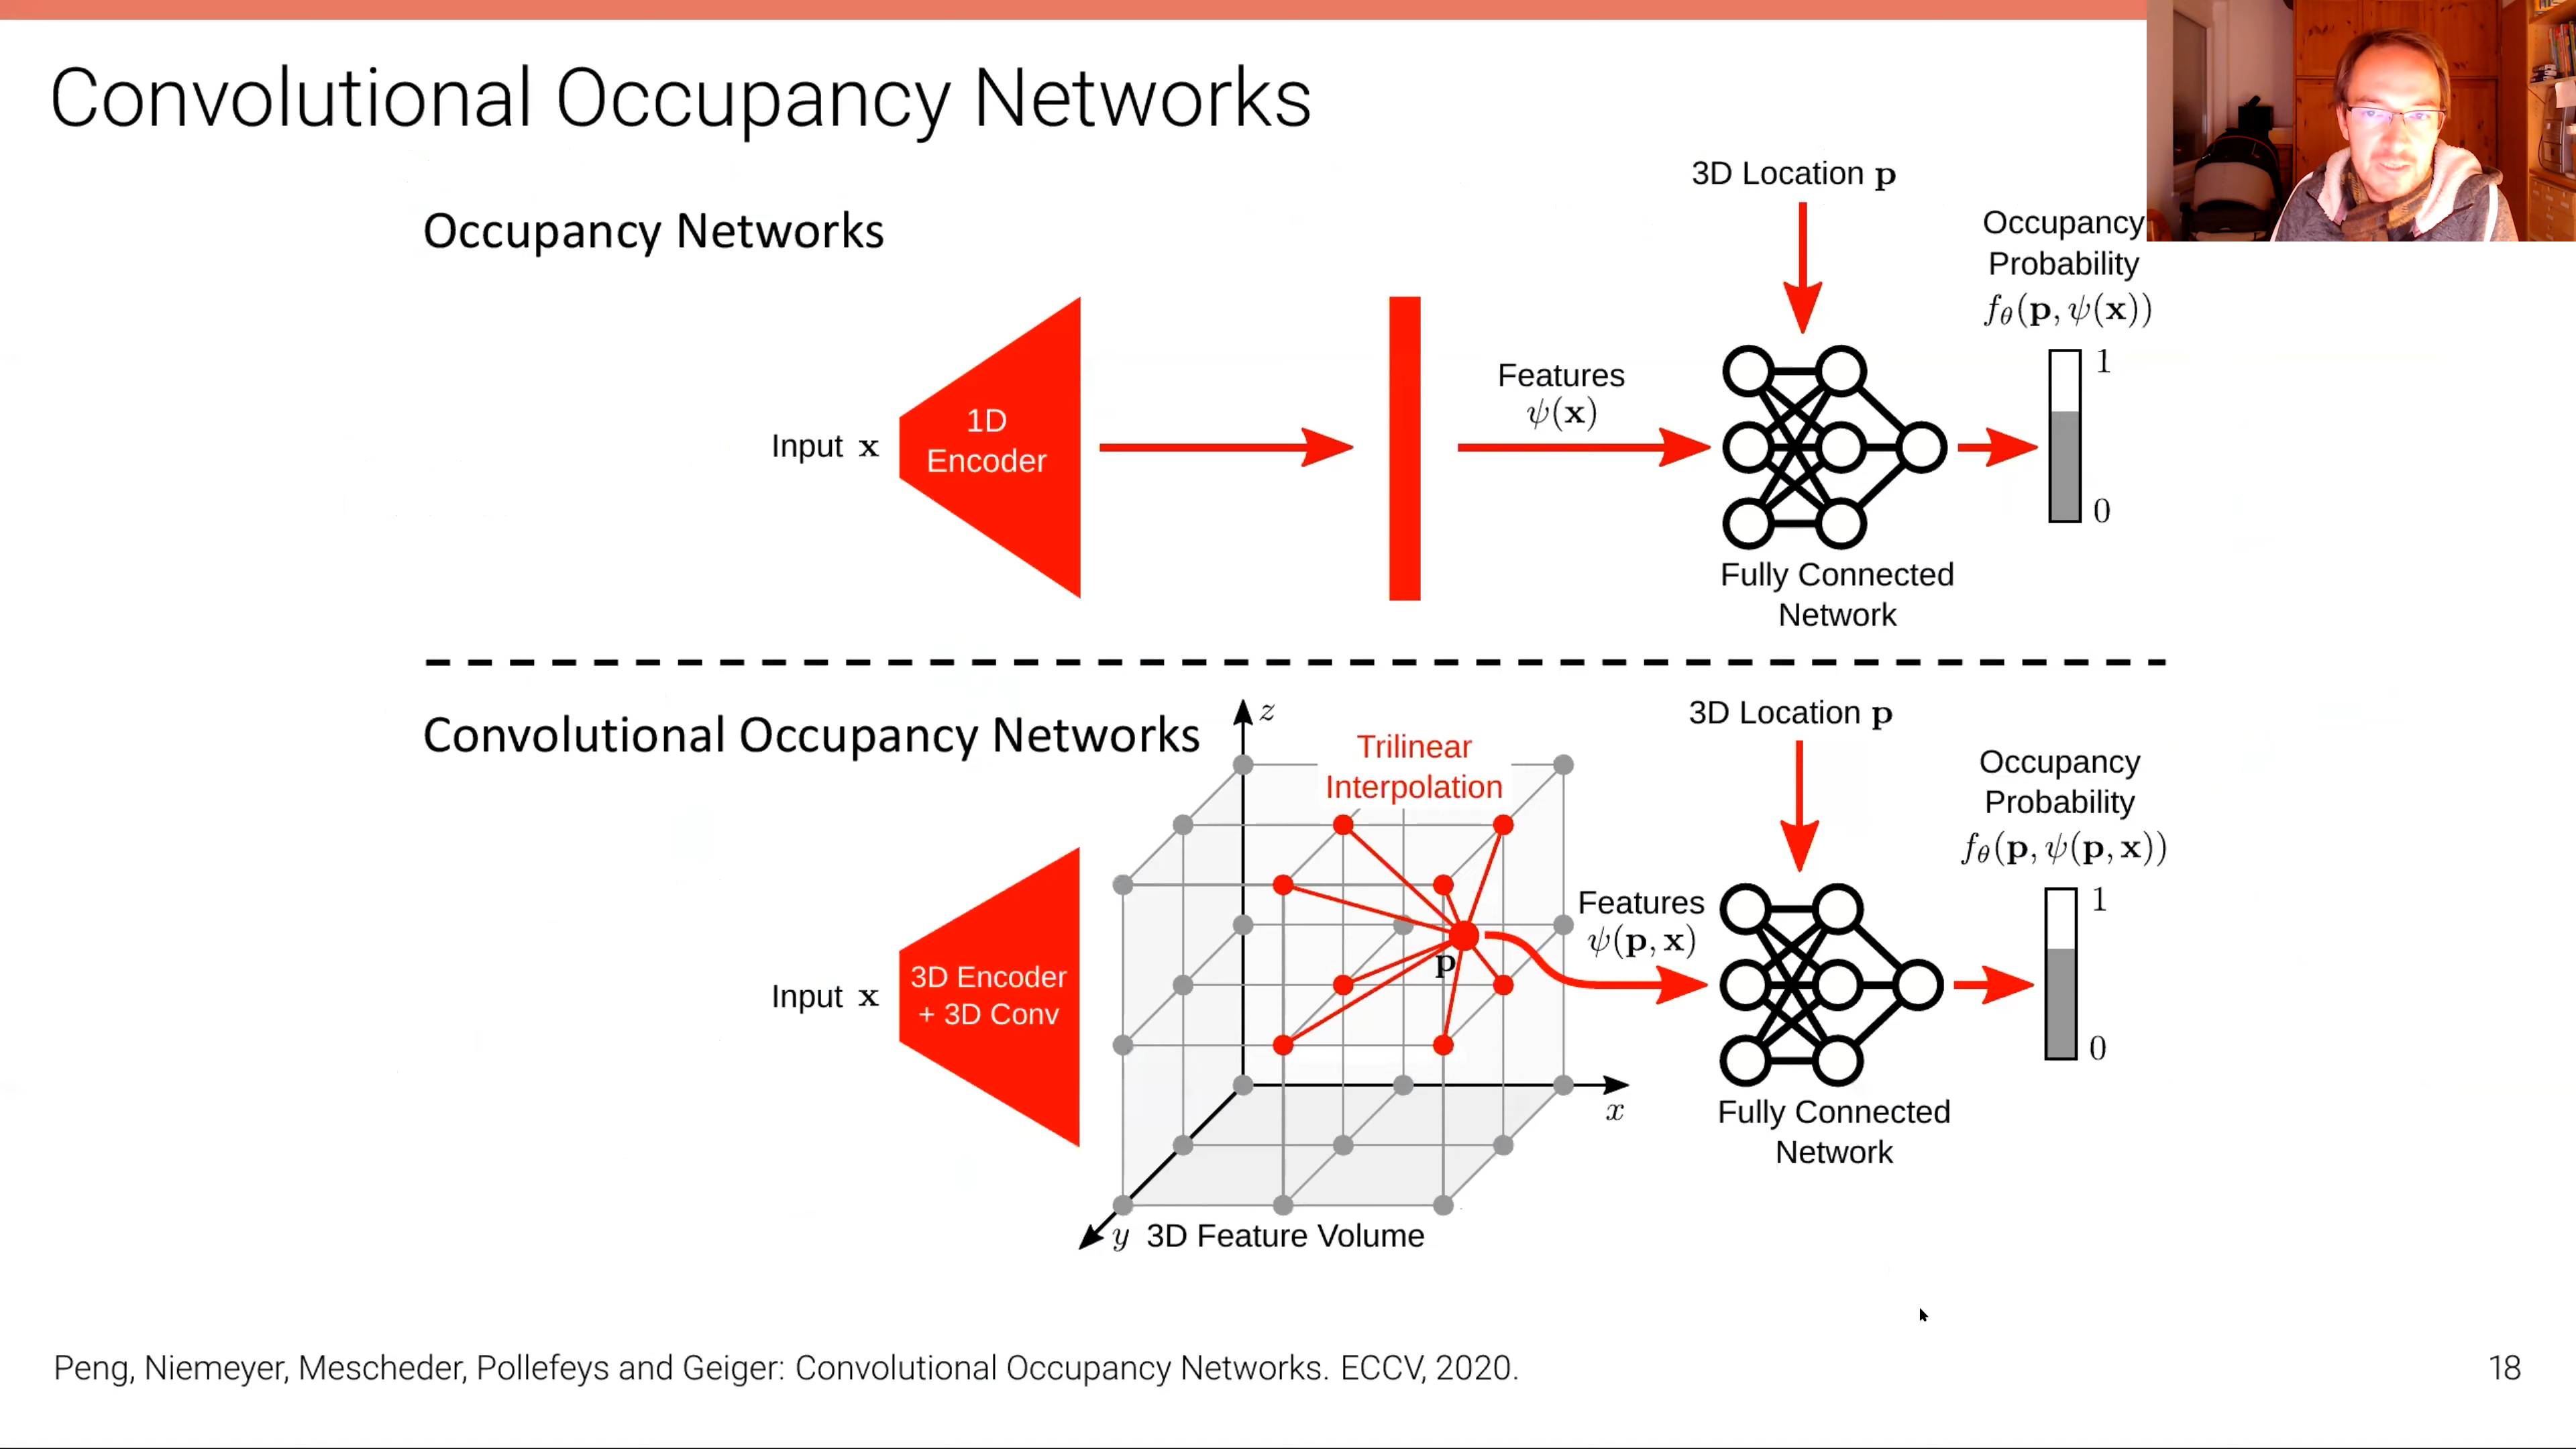 Convolutional Occupancy Networks
Occupancy Networks
Input x
1D
Encoder
Features
ψ(x)
3D Location p
Fully Connected
Network
Occupancy
Probability
fθ(p, ψ(x))
1
0
Convolutional Occupancy Networks
Input x
3D Encoder
+ 3D Conv
z
Trilinear
Interpolation
p
x
y 3D Feature Volume
Features
ψ(p, x)
3D Location p
Fully Connected
Network
Occupancy
Probability
fθ(p, ψ(p, x))
1
0
Peng, Niemeyer, Mescheder, Pollefeys and Geiger: Convolutional Occupancy Networks. ECCV, 2020.
18